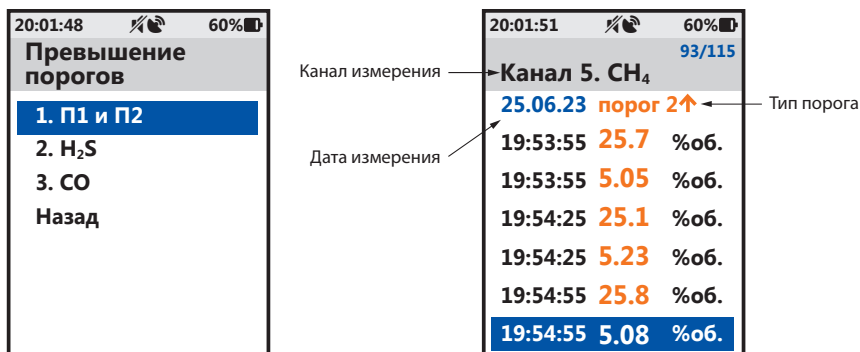 20:01:48 60%
Превышение
порогов
1. П1 и П2
2. H₂S
3. CO
Назад
Канал измерения
Дата измерения
20:01:51 60%
93/115
Канал 5. CH₄
25.06.23 порог 2↑
19:53:55 25.7 %об.
19:53:55 5.05 %об.
19:54:25 25.1 %об.
19:54:25 5.23 %об.
19:54:55 25.8 %об.
19:54:55 5.08 %об.
Тип порога